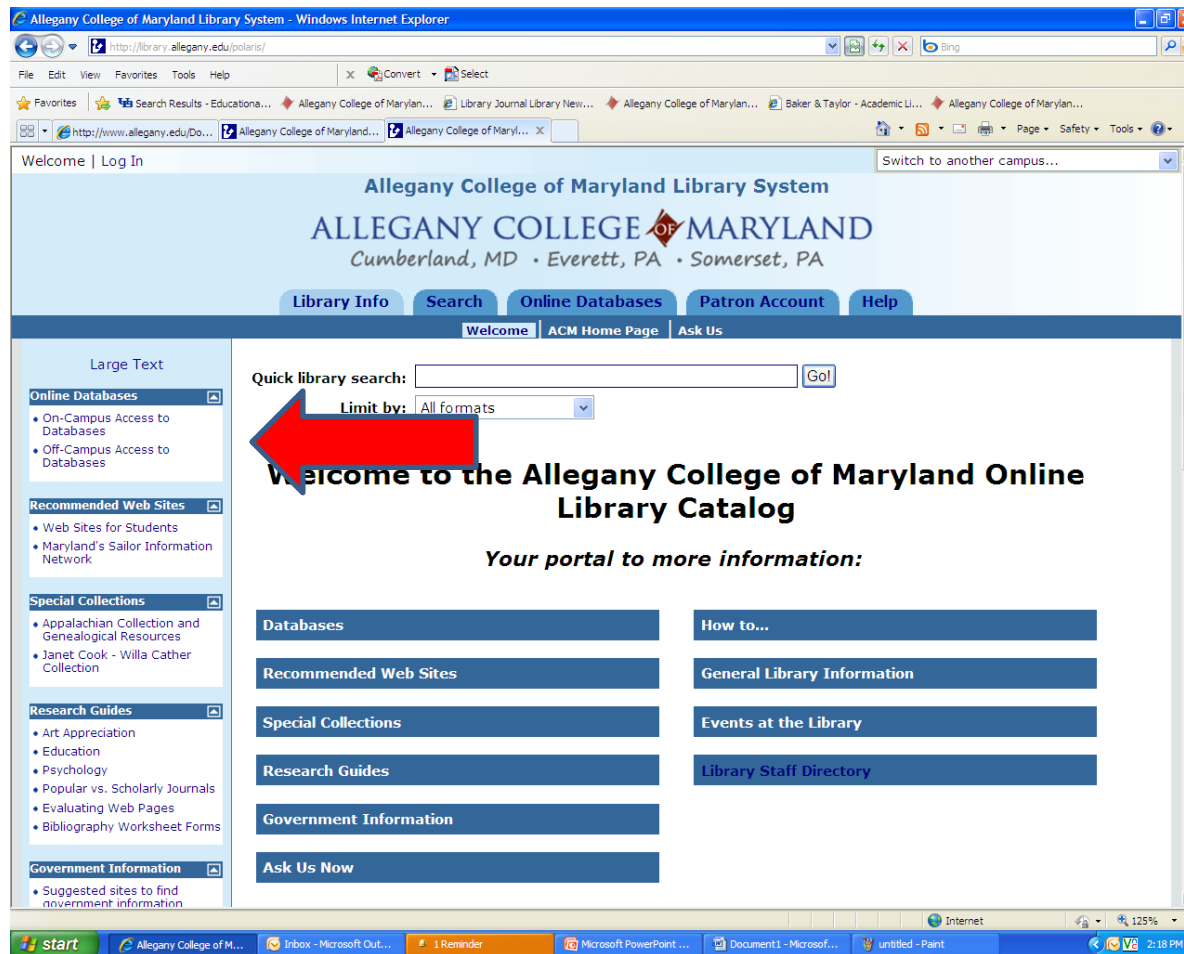 Allegany College of Maryland Library System - Windows Internet Explorer
http://library.allegany.edu/polaris/
Bing
File Edit View Favorites Tools Help
x Convert Select
Favorites Search Results - Educationa... Allegany College of Marylan... Library Journal Library New... Allegany College of Marylan... Baker & Taylor - Academic Li... Allegany College of Marylan...
http://www.allegany.edu/Do... Allegany College of Maryland... Allegany College of Maryl... X Page Safety Tools
Welcome | Log In
Switch to another campus...
Allegany College of Maryland Library System
ALLEGANY COLLEGE OF MARYLAND
Cumberland, MD • Everett, PA • Somerset, PA
Library Info Search Online Databases Patron Account Help
Welcome ACM Home Page Ask Us
Large Text
Online Databases
• On-Campus Access to
Databases
• Off-Campus Access to
Databases
Recommended Web Sites
• Web Sites for Students
• Maryland's Sailor Information
Network
Special Collections
• Appalachian Collection and
Genealogical Resources
• Janet Cook - Willa Cather
Collection
Research Guides
• Art Appreciation
• Education
• Psychology
• Popular vs. Scholarly Journals
• Evaluating Web Pages
• Bibliography Worksheet Forms
Government Information
• Suggested sites to find
government information
Quick library search: Go!
Limit by: All formats
Welcome to the Allegany College of Maryland Online
Library Catalog
Your portal to more information:
Databases
Recommended Web Sites
Special Collections
Research Guides
Government Information
Ask Us Now
How to...
General Library Information
Events at the Library
Library Staff Directory
Internet 125%
start Allegany College of M... Inbox - Microsoft Out... 1 Reminder Microsoft PowerPoint ... Document1 - Microsof... untitled - Paint 2:18 PM